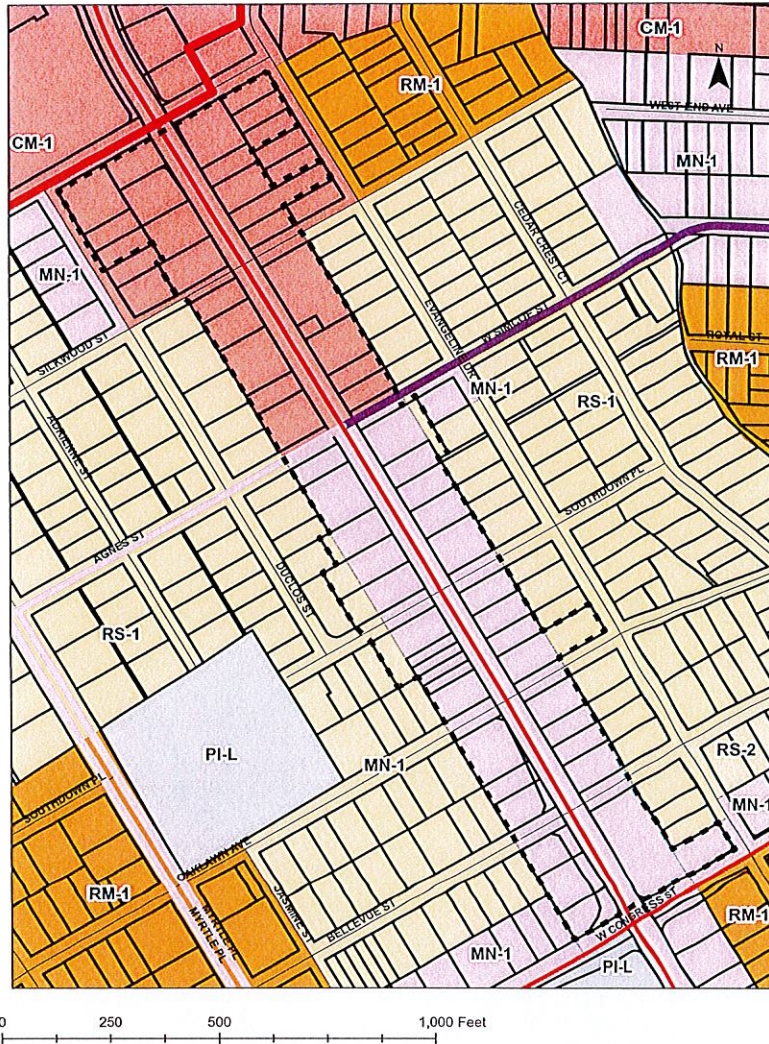 CM-1
N
RM-1
WEST END AVE
CM-1
MN-1
CEDAR CREST CT
MN-1
EVANGELINE DR
W SIMCOE ST
ROYAL CT
RM-1
SILKWOOD ST
MN-1
RS-1
ADRIENNE ST
SOUTHDOWN PL
AGNES ST
DUCLOS ST
RS-1
PI-L
MN-1
RS-2
SOUTHDOWN PL
MN-1
OAKLAWN AVE
RM-1
MYRTLE PL
MYRTLE PL
JASMINE ST
BELLEVUE ST
W CONGRESS ST
RM-1
MN-1
PI-L
0 250 500 1,000 Feet